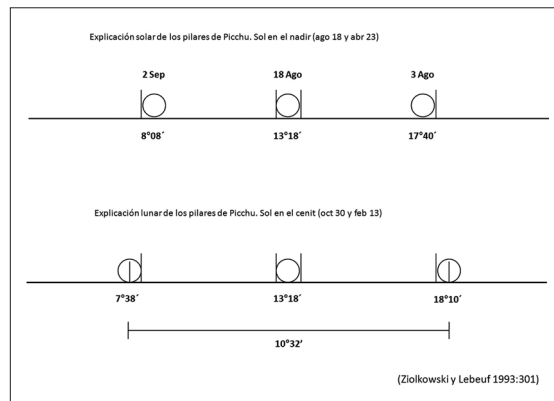 Explicación solar de los pilares de Picchu. Sol en el nadir (ago 18 y abr 23)
2 Sep 18 Ago 3 Ago
8°08´ 13°18´ 17°40´
Explicación lunar de los pilares de Picchu. Sol en el cenit (oct 30 y feb 13)
7°38´ 13°18´ 18°10´
10°32’
(Ziolkowski y Lebeuf 1993:301)